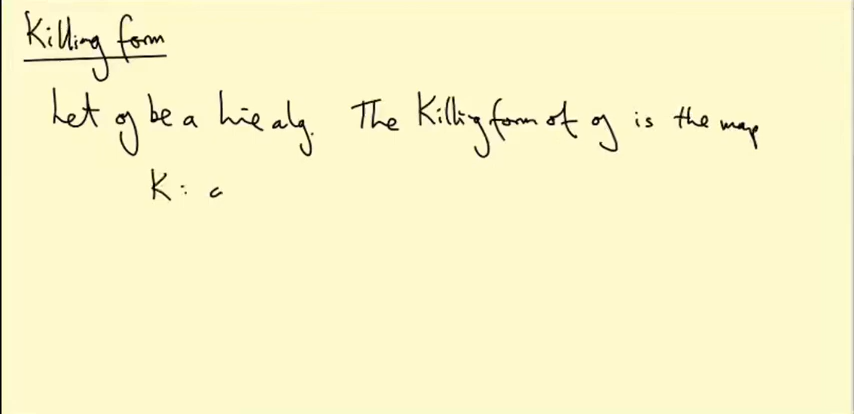 Killing form
Let 𝔤 be a Lie alg. The Killing form of 𝔤 is the map
K: